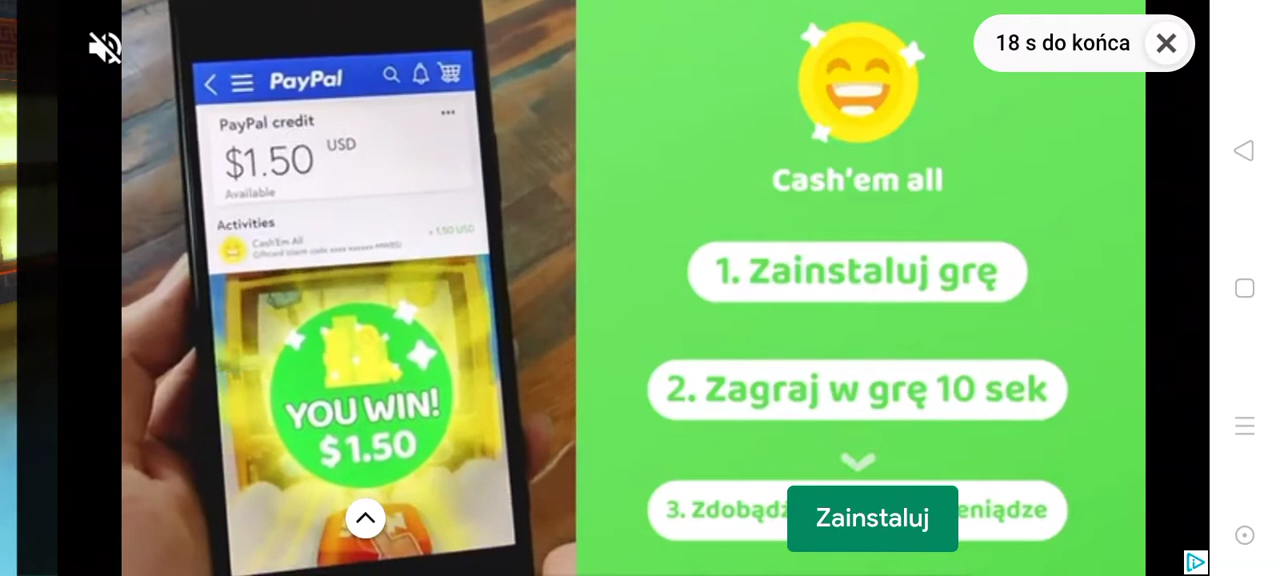 18 s do końca
PayPal
PayPal credit
$1.50 USD
Available
Activities
Cash'Em All
+ 1.50 USD
YOU WIN!
$1.50
Cash'em all
1. Zainstaluj grę
2. Zagraj w grę 10 sek
3. Zdobądź
Zainstaluj